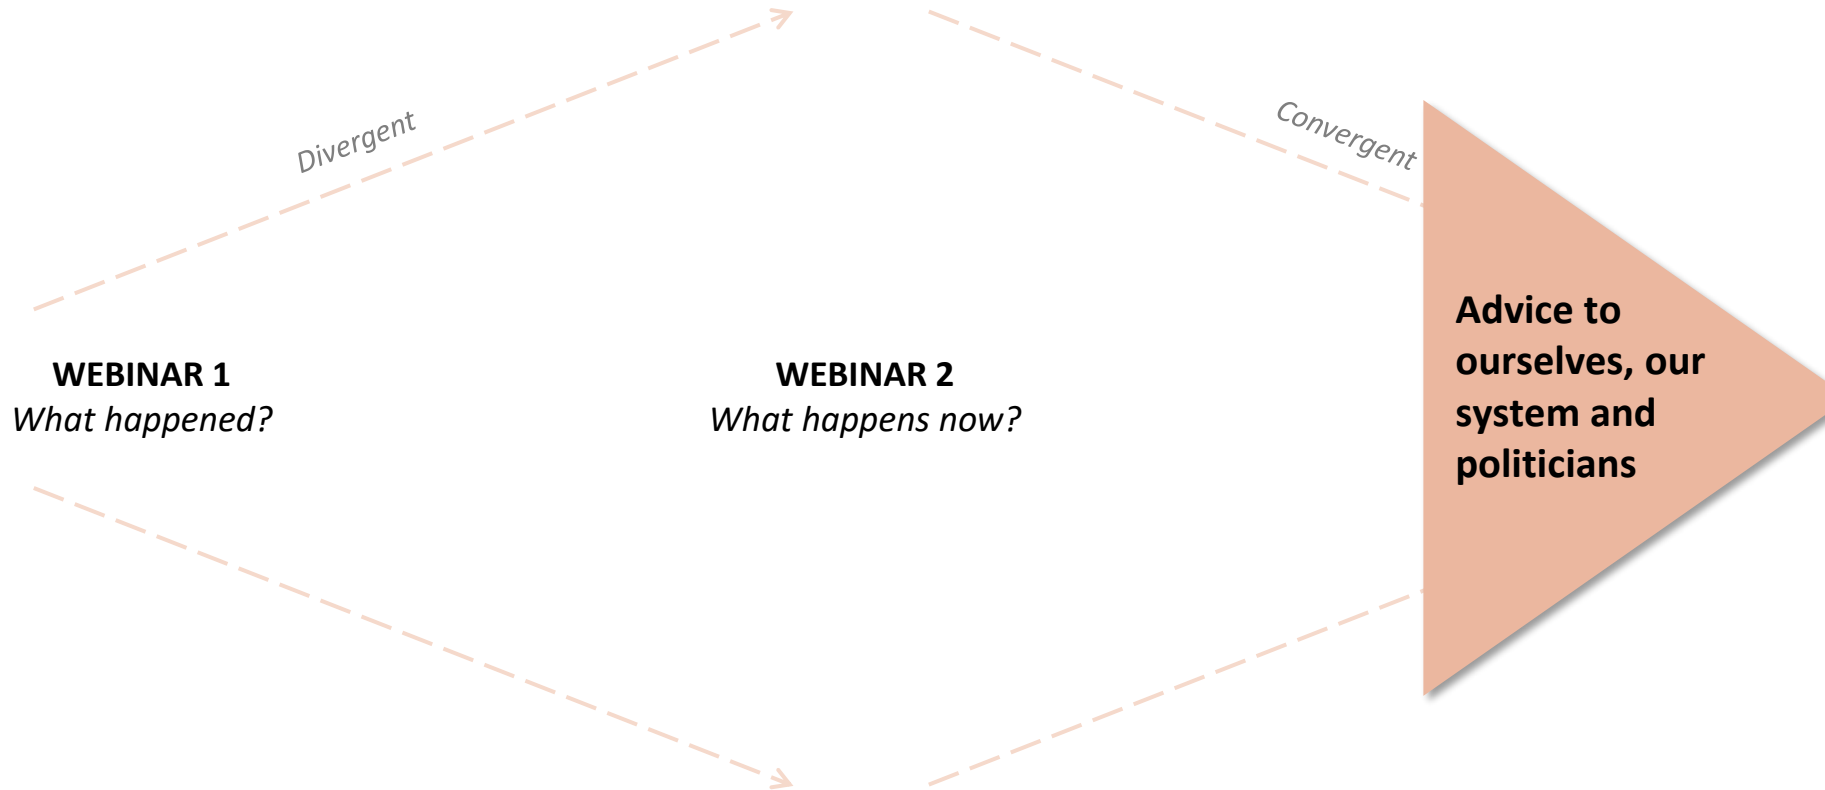 Divergent
Convergent
WEBINAR 1
What happened?
WEBINAR 2
What happens now?
Advice to
ourselves, our
system and
politicians